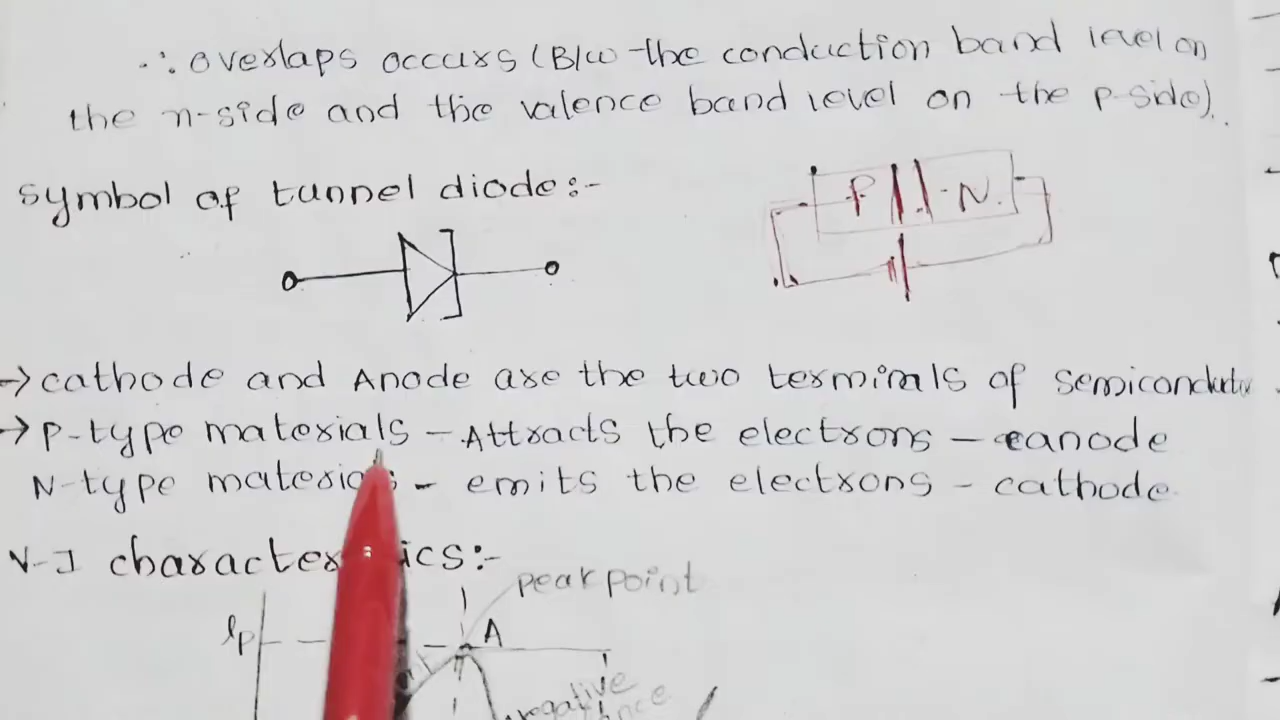 ∴ overlaps occurs (B/w the conduction band level on
the n-side and the valence band level on the p-side).
symbol of tunnel diode:-
P N
→ cathode and Anode are the two terminals of semiconductor
→ P-type materials - Attracts the electrons - anode
N-type materials - emits the electrons - cathode
V-I characteristics:-
peak point
Ip
A
negative